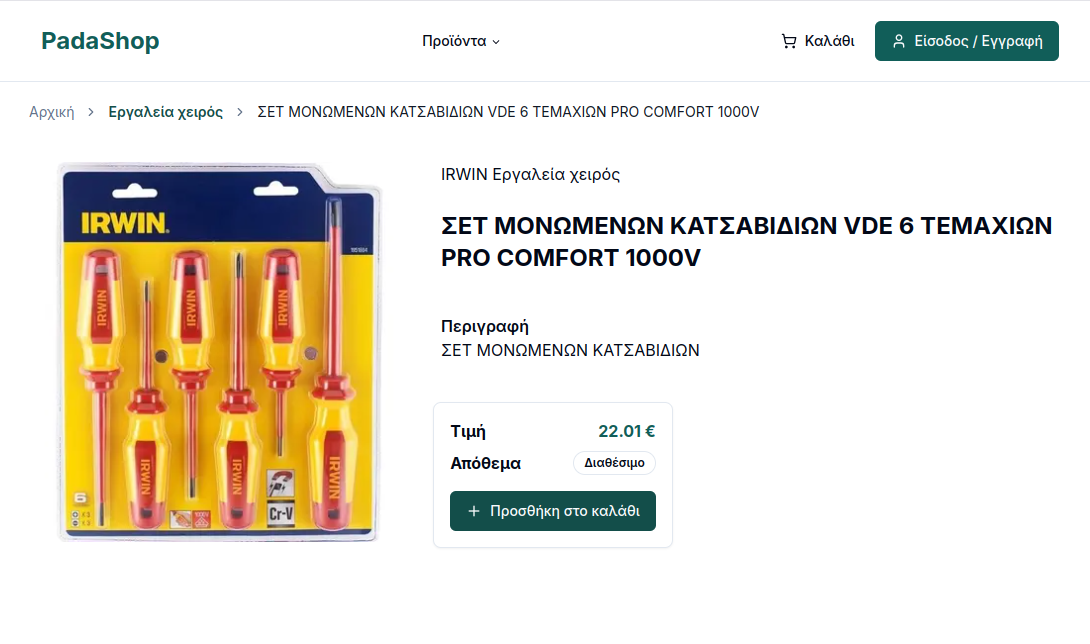 PadaShop
Προϊόντα
Καλάθι
Είσοδος / Εγγραφή
Αρχική
Εργαλεία χειρός
ΣΕΤ ΜΟΝΩΜΕΝΩΝ ΚΑΤΣΑΒΙΔΙΩΝ VDE 6 ΤΕΜΑΧΙΩΝ PRO COMFORT 1000V
IRWIN.
IRWIN
IRWIN
IRWIN
IRWIN
IRWIN
IRWIN
6
Cr-V
IRWIN Εργαλεία χειρός
ΣΕΤ ΜΟΝΩΜΕΝΩΝ ΚΑΤΣΑΒΙΔΙΩΝ VDE 6 ΤΕΜΑΧΙΩΝ
PRO COMFORT 1000V
Περιγραφή
ΣΕΤ ΜΟΝΩΜΕΝΩΝ ΚΑΤΣΑΒΙΔΙΩΝ
Τιμή 22.01 €
Απόθεμα Διαθέσιμο
Προσθήκη στο καλάθι